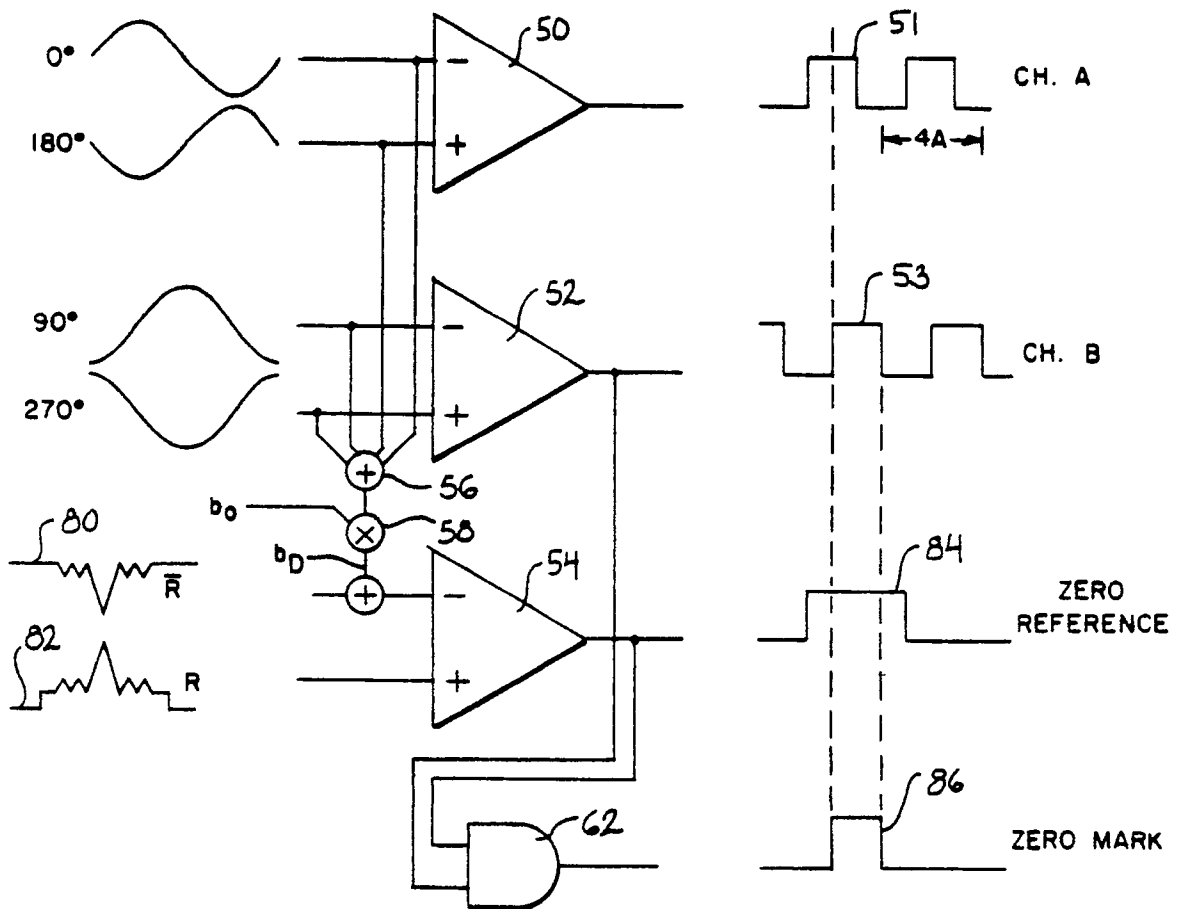 0°
−
50
51
CH. A
180°
+
4A
90°
−
52
53
CH. B
270°
+
+
56
b₀
×
58
80
R̅
b_D
+
−
54
84
ZERO
REFERENCE
82
R
+
62
86
ZERO MARK